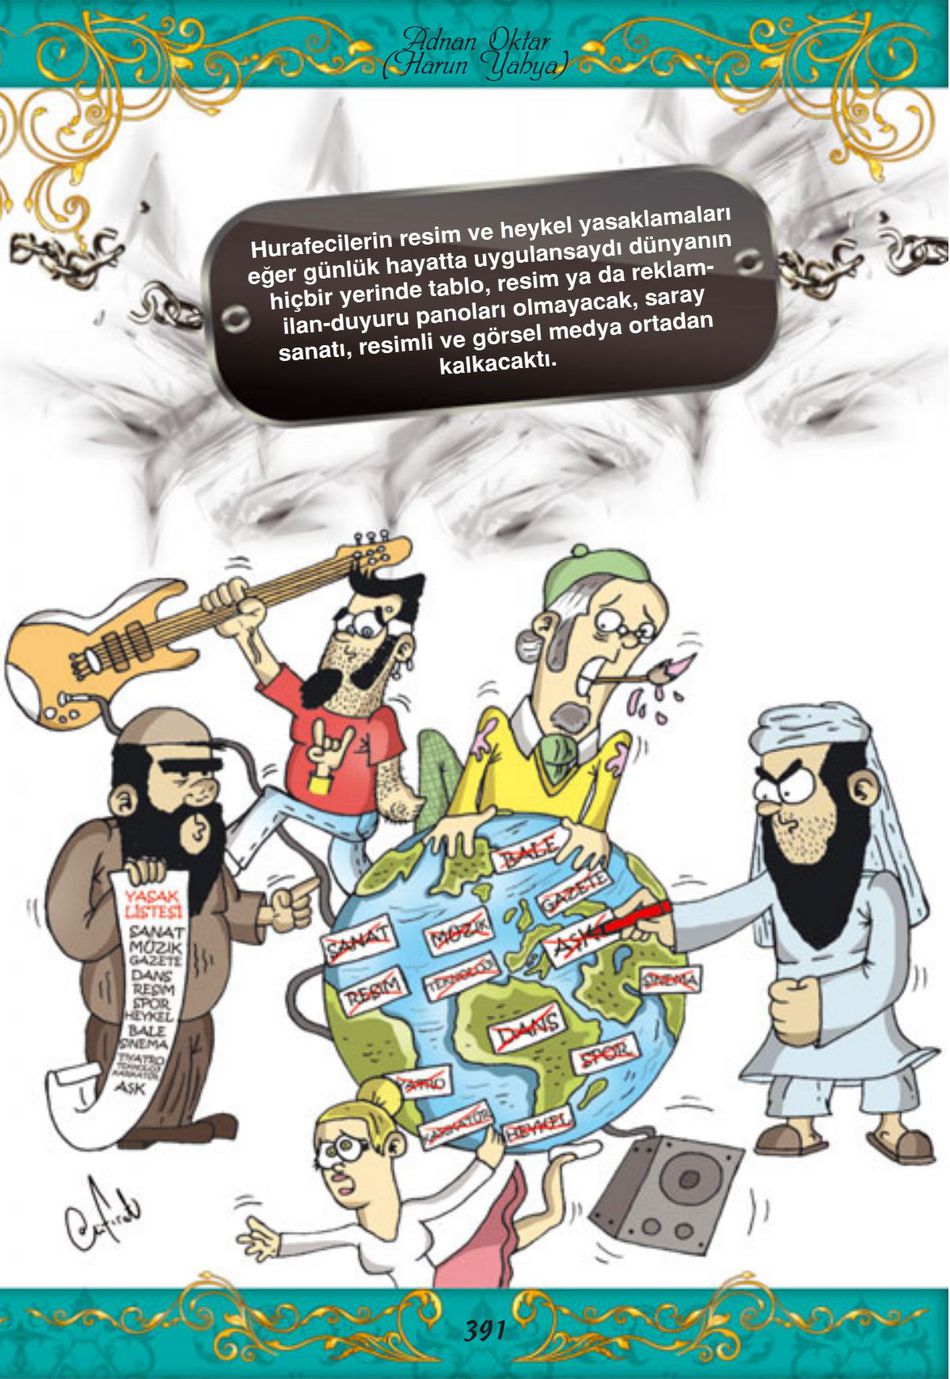 Adnan Oktar
(Harun Yahya)
Hurafecilerin resim ve heykel yasaklamaları
eğer günlük hayatta uygulansaydı dünyanın
hiçbir yerinde tablo, resim ya da reklam-
ilan-duyuru panoları olmayacak, saray
sanatı, resimli ve görsel medya ortadan
kalkacaktı.
YASAK
LİSTESİ
SANAT
MÜZİK
GAZETE
DANS
RESİM
SPOR
HEYKEL
BALE
SİNEMA
TİYATRO
TEKNOLOJİ
KARİKATÜR
AŞK
BALE
GAZETE
SANAT
MÜZİK
AŞK
RESİM
TEKNOLOJİ
SİNEMA
DANS
SPOR
HEYKEL
391